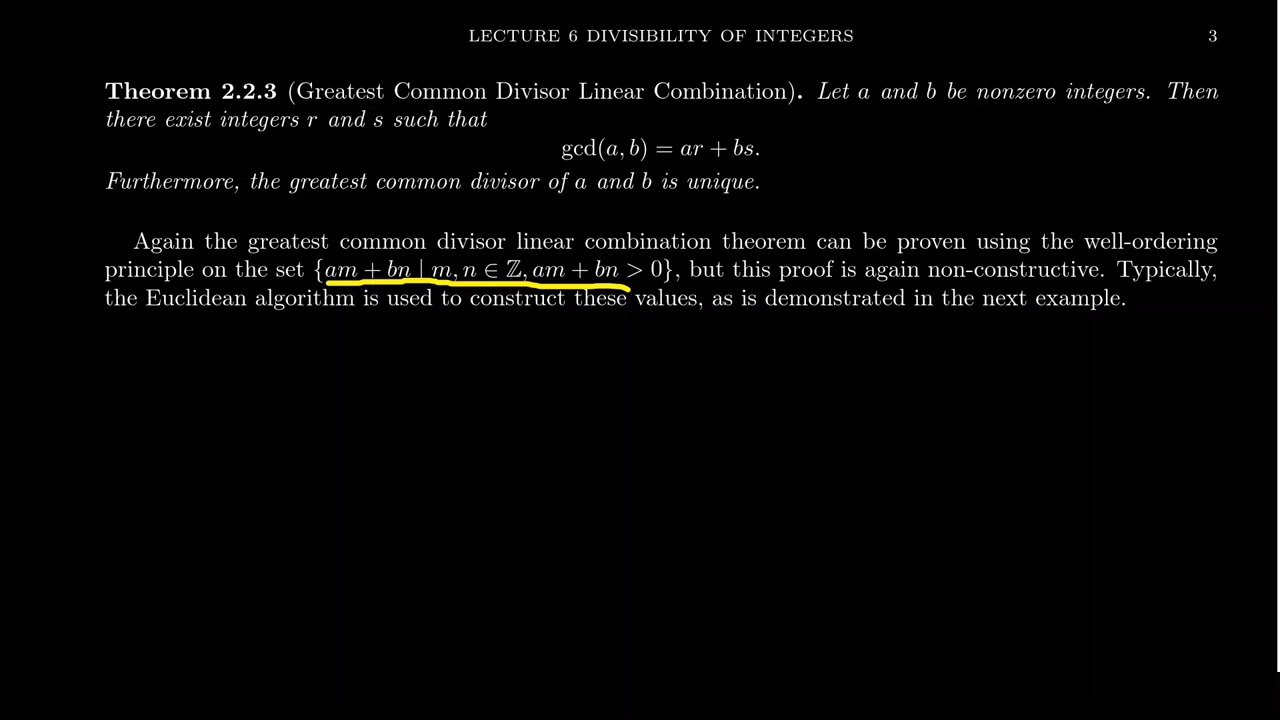 LECTURE 6 DIVISIBILITY OF INTEGERS 3
Theorem 2.2.3 (Greatest Common Divisor Linear Combination). Let a and b be nonzero integers. Then
there exist integers r and s such that
gcd(a, b) = ar + bs.
Furthermore, the greatest common divisor of a and b is unique.
Again the greatest common divisor linear combination theorem can be proven using the well-ordering
principle on the set {am + bn | m, n ∈ ℤ, am + bn > 0}, but this proof is again non-constructive. Typically,
the Euclidean algorithm is used to construct these values, as is demonstrated in the next example.